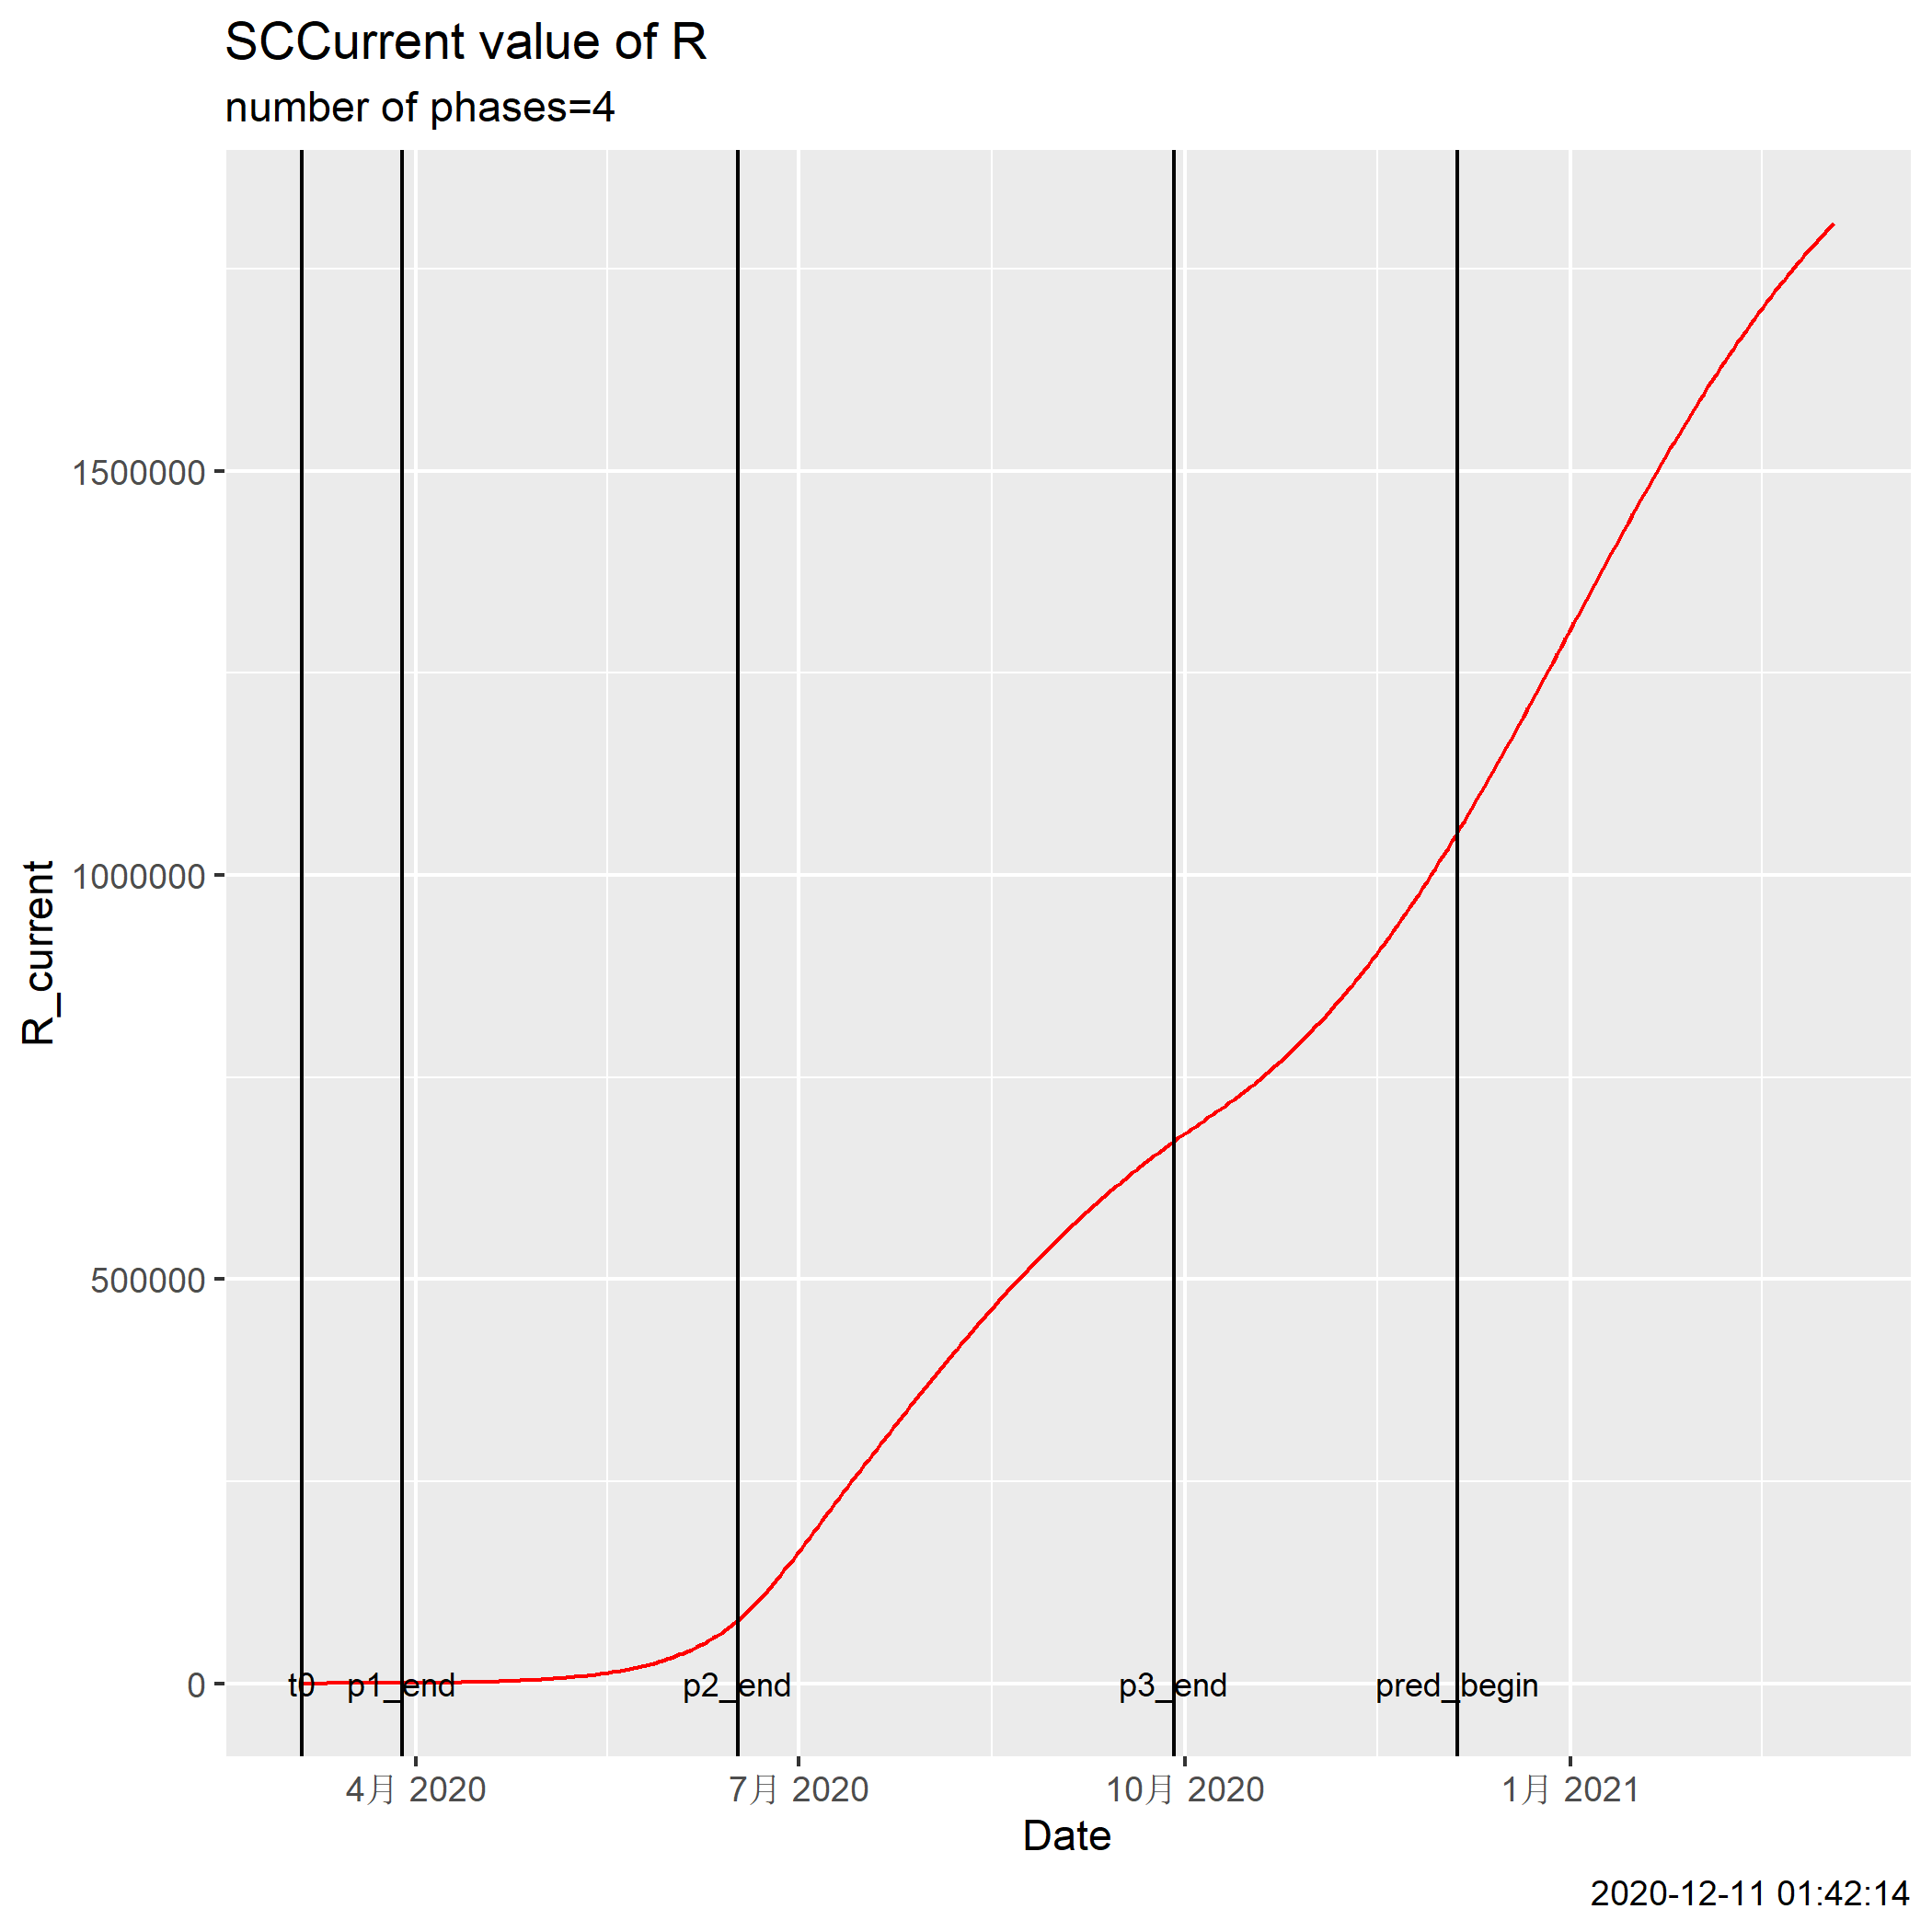 SCCurrent value of R
number of phases=4
R_current
1500000
1000000
500000
0
t0 p1_end p2_end p3_end pred_begin
4月 2020 7月 2020 10月 2020 1月 2021
Date
2020-12-11 01:42:14